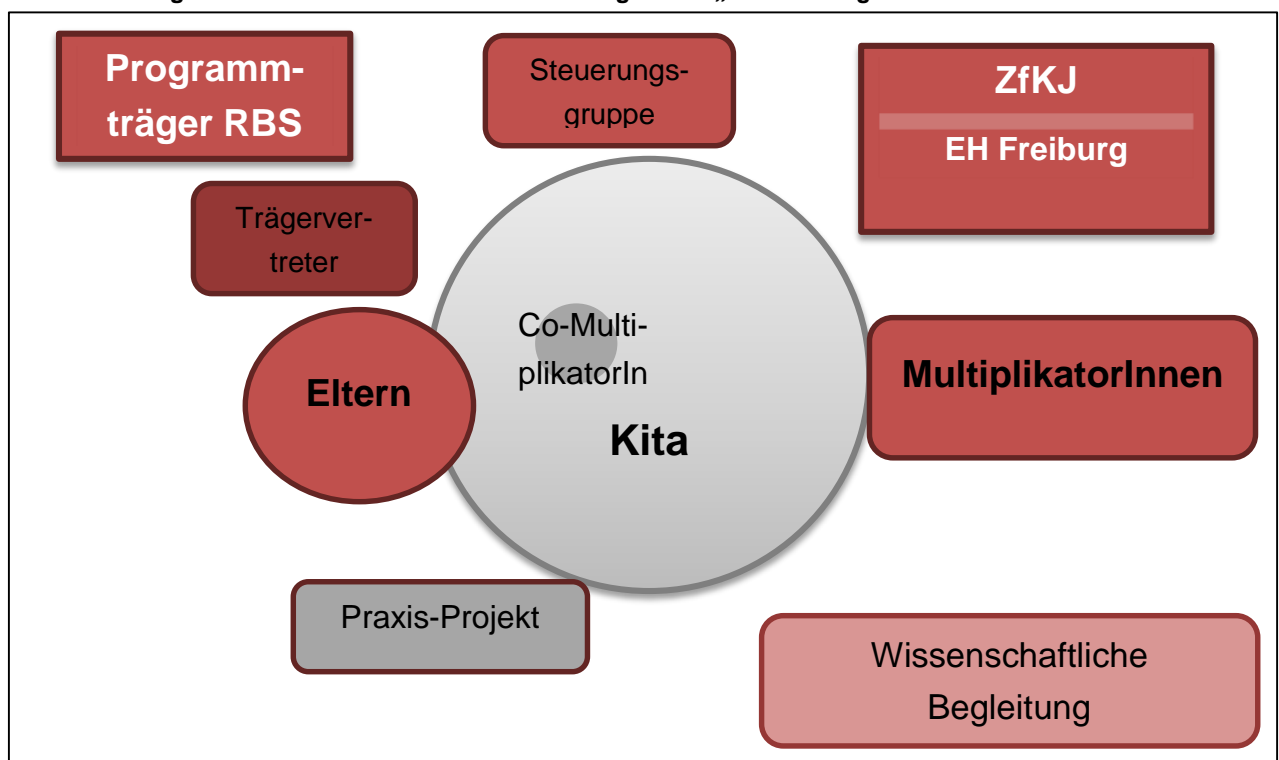 Programm-
träger RBS
Steuerungs-
gruppe
ZfKJ
EH Freiburg
Trägerver-
treter
Co-Multi-
plikatorIn
Eltern
MultiplikatorInnen
Kita
Praxis-Projekt
Wissenschaftliche
Begleitung